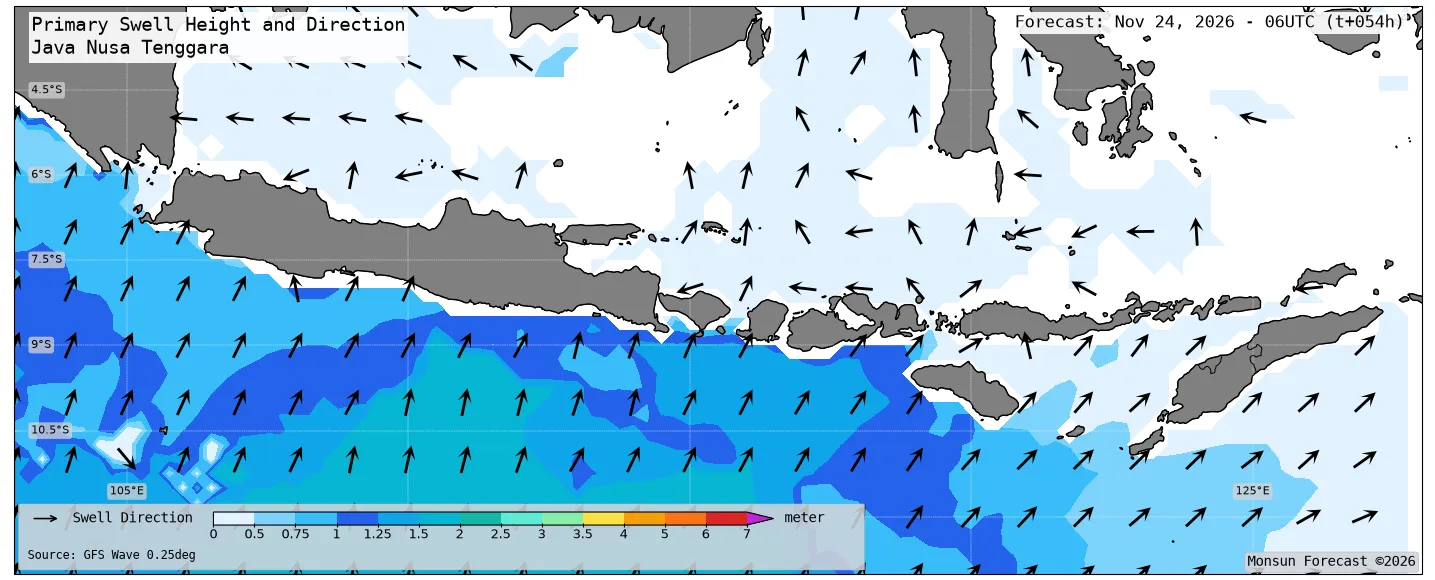 Primary Swell Height and Direction
Java Nusa Tenggara
Forecast: Nov 24, 2026 - 06UTC (t+054h)
4.5°S
6°S
7.5°S
9°S
10.5°S
105°E
125°E
Swell Direction
0 0.5 0.75 1 1.25 1.5 2 2.5 3 3.5 4 5 6 7
meter
Source: GFS Wave 0.25deg
Monsun Forecast ©2026